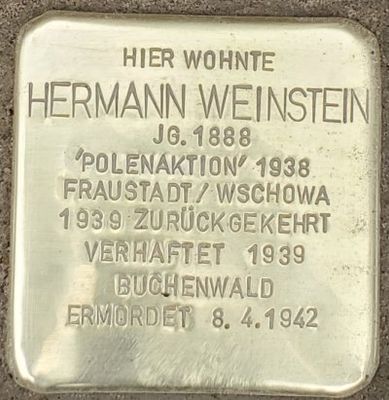 HIER WOHNTE
HERMANN WEINSTEIN
JG. 1888
'POLENAKTION' 1938
FRAUSTADT / WSCHOWA
1939 ZURÜCKGEKEHRT
VERHAFTET 1939
BUCHENWALD
ERMORDET 8. 4. 1942